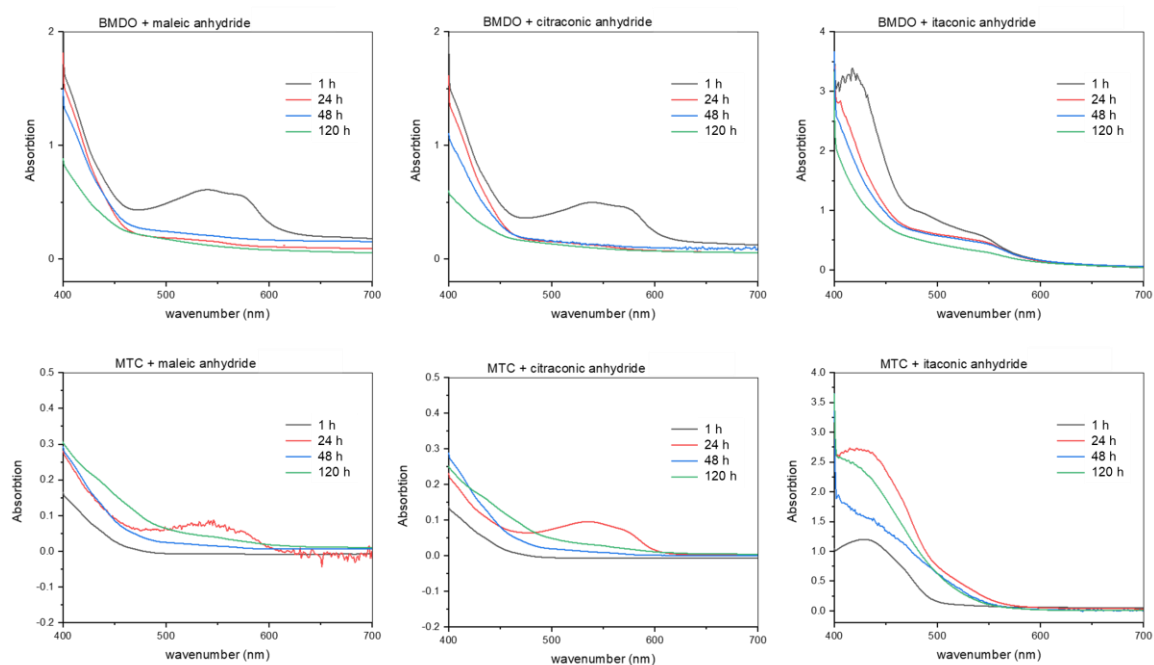 BMDO + maleic anhydride
2
1
0
Absorbtion
1 h
24 h
48 h
120 h
400
500
600
700
wavenumber (nm)
BMDO + citraconic anhydride
2
1
0
Absorbtion
1 h
24 h
48 h
120 h
400
500
600
700
wavenumber (nm)
BMDO + itaconic anhydride
4
3
2
1
0
Absorbtion
1 h
24 h
48 h
120 h
400
500
600
700
wavenumber (nm)
MTC + maleic anhydride
0.5
0.4
0.3
0.2
0.1
0.0
-0.1
-0.2
Absorbtion
1 h
24 h
48 h
120 h
400
500
600
700
wavenumber (nm)
MTC + citraconic anhydride
0.5
0.4
0.3
0.2
0.1
0.0
-0.1
-0.2
Absorbtion
1 h
24 h
48 h
120 h
400
500
600
700
wavenumber (nm)
MTC + itaconic anhydride
4.0
3.5
3.0
2.5
2.0
1.5
1.0
0.5
0.0
Absorbtion
1 h
24 h
48 h
120 h
400
500
600
700
wavenumber (nm)